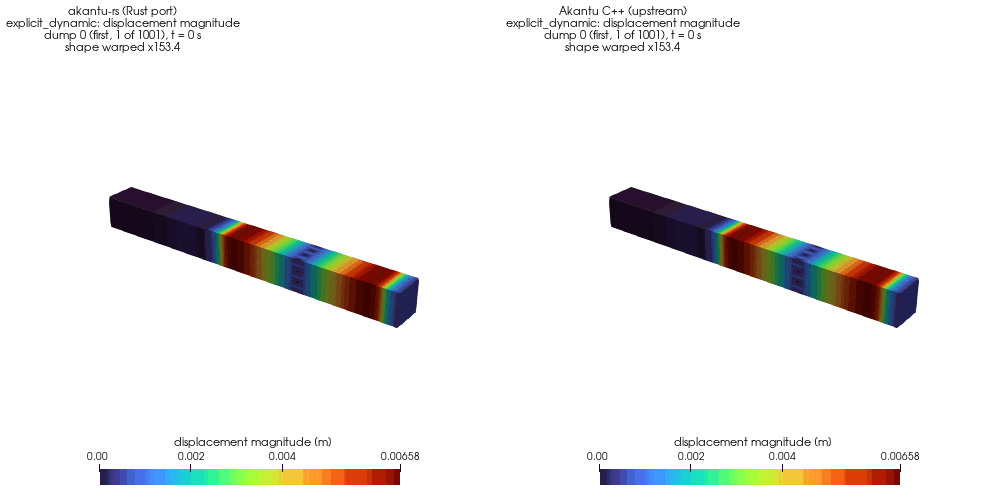 akantu-rs (Rust port)
explicit_dynamic: displacement magnitude
dump 0 (first, 1 of 1001), t = 0 s
shape warped x153.4
Akantu C++ (upstream)
explicit_dynamic: displacement magnitude
dump 0 (first, 1 of 1001), t = 0 s
shape warped x153.4
displacement magnitude (m)
0.00 0.002 0.004 0.00658
displacement magnitude (m)
0.00 0.002 0.004 0.00658